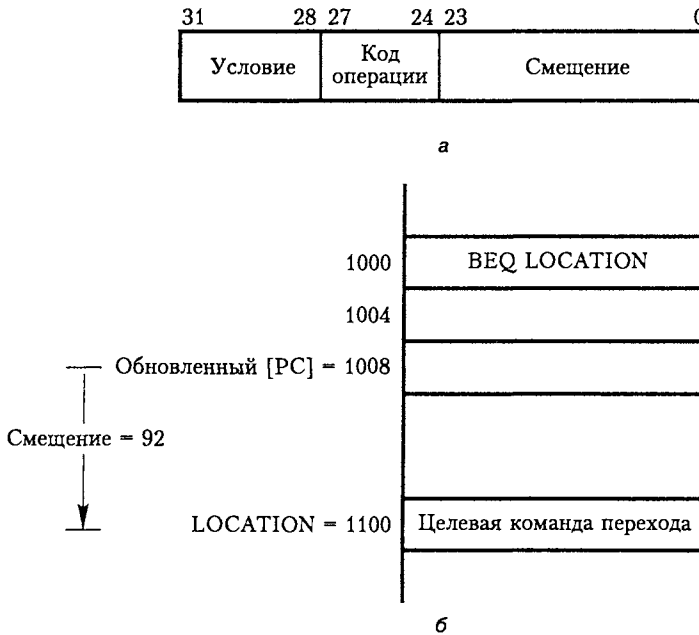 31 28 27 24 23 0
Условие Код операции Смещение
а
1000 BEQ LOCATION
1004
Обновленный [PC] = 1008
Смещение = 92
LOCATION = 1100 Целевая команда перехода
б